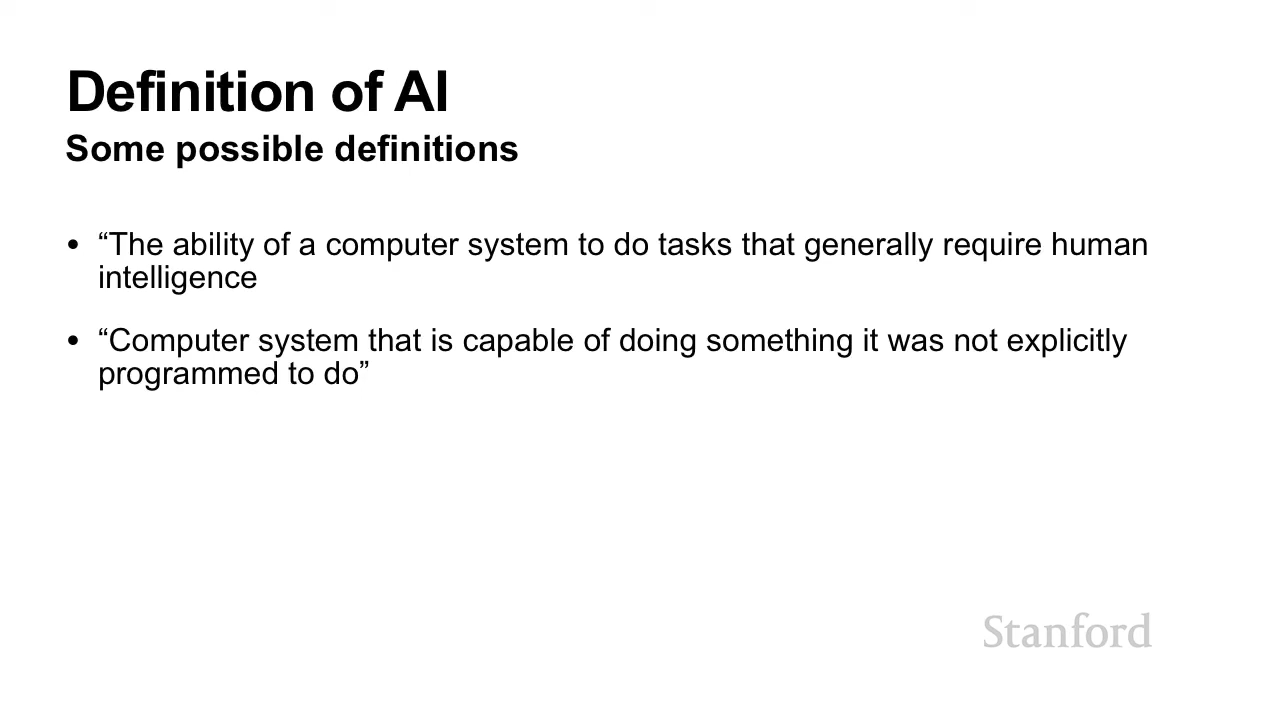 Definition of AI
Some possible definitions
• “The ability of a computer system to do tasks that generally require human
intelligence
• “Computer system that is capable of doing something it was not explicitly
programmed to do”
Stanford